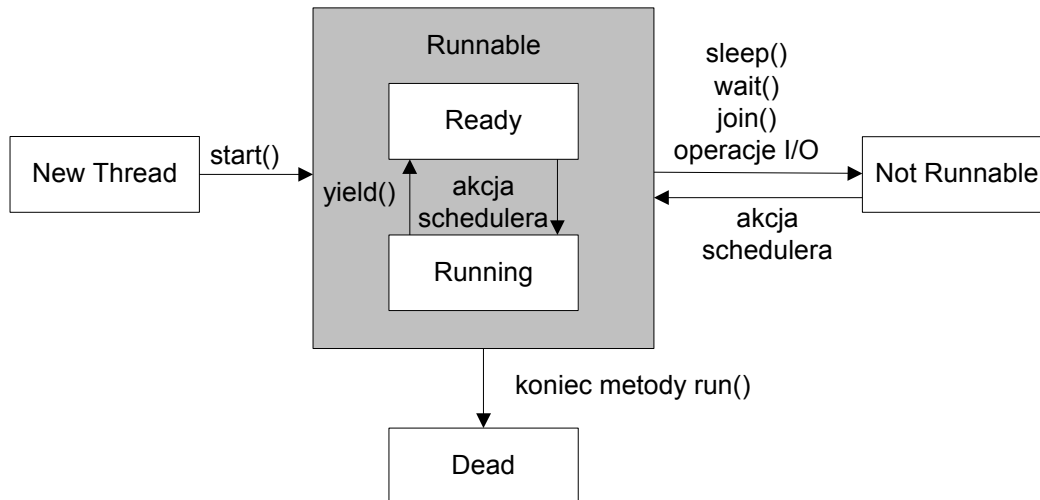 Runnable
sleep()
wait()
join()
operacje I/O
Ready
New Thread
start()
yield()
akcja
schedulera
Not Runnable
akcja
schedulera
Running
koniec metody run()
Dead